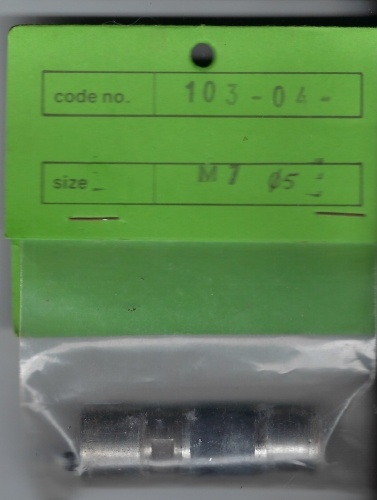 code no. 103-04-
size M7 Ø5